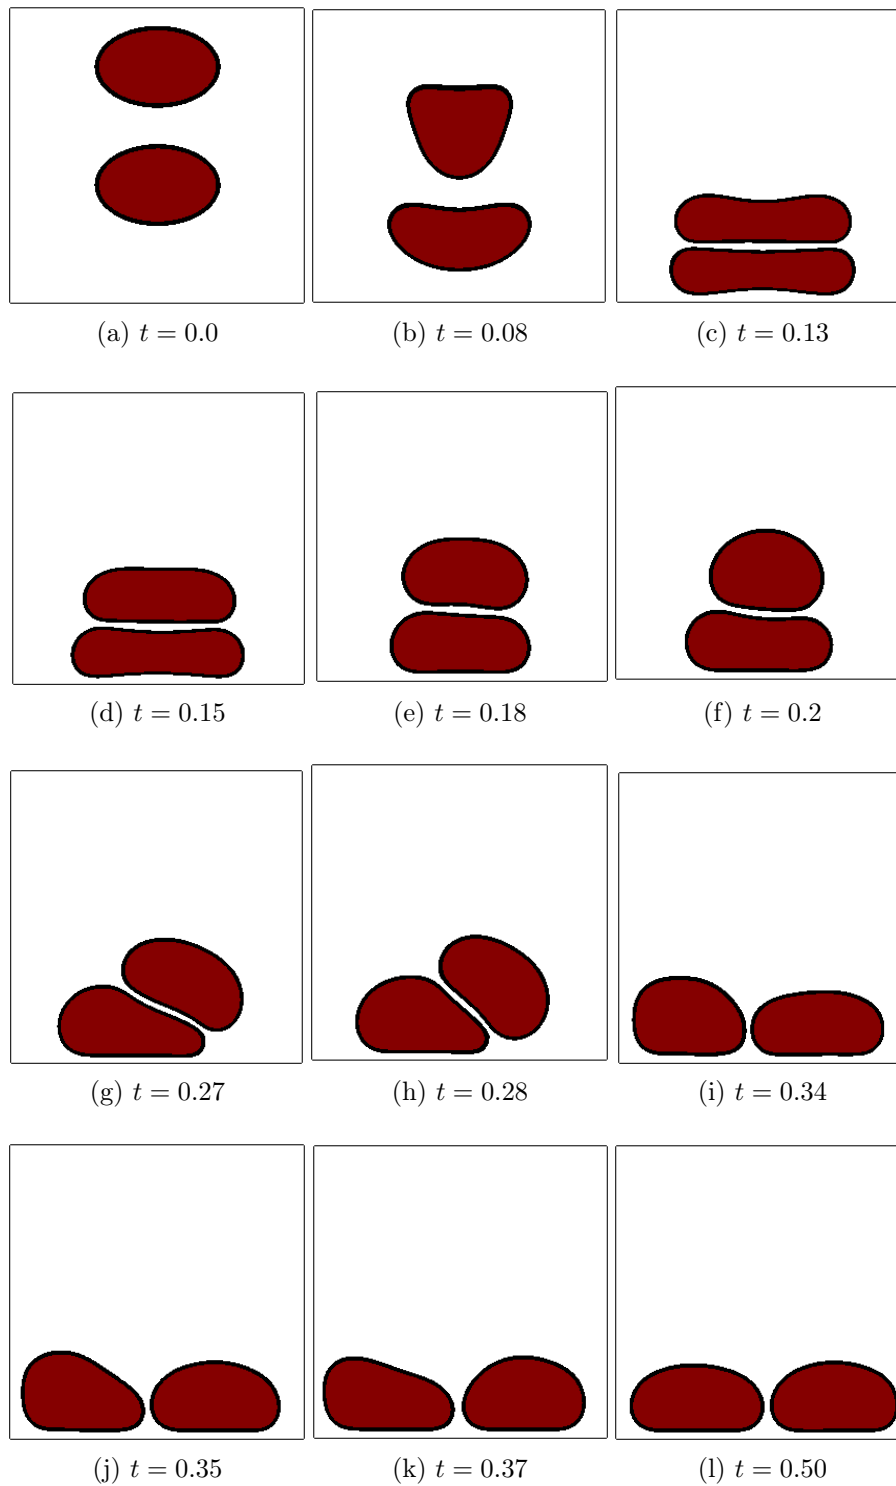 (a) t = 0.0
(b) t = 0.08
(c) t = 0.13
(d) t = 0.15
(e) t = 0.18
(f) t = 0.2
(g) t = 0.27
(h) t = 0.28
(i) t = 0.34
(j) t = 0.35
(k) t = 0.37
(l) t = 0.50